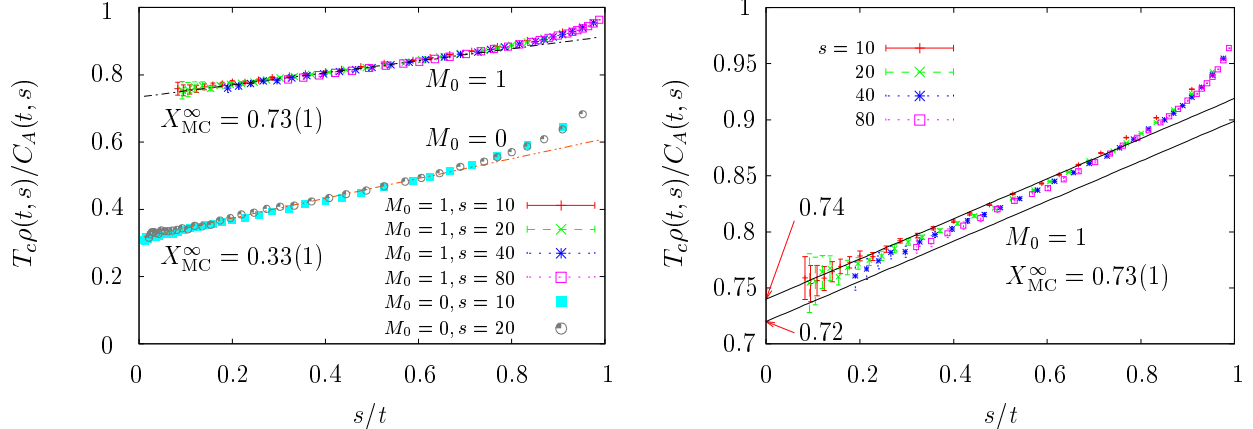 T_cρ(t, s)/C_A(t, s)
1
0.8
0.6
0.4
0.2
0
M_0 = 1
X_MC^∞ = 0.73(1)
M_0 = 0
X_MC^∞ = 0.33(1)
M_0 = 1, s = 10
M_0 = 1, s = 20
M_0 = 1, s = 40
M_0 = 1, s = 80
M_0 = 0, s = 10
M_0 = 0, s = 20
0 0.2 0.4 0.6 0.8 1
s/t
T_cρ(t, s)/C_A(t, s)
0.95
0.9
0.85
0.8
0.75
0.7
s = 10
20
40
80
0.74
M_0 = 1
X_MC^∞ = 0.73(1)
0.72
0 0.2 0.4 0.6 0.8 1
s/t